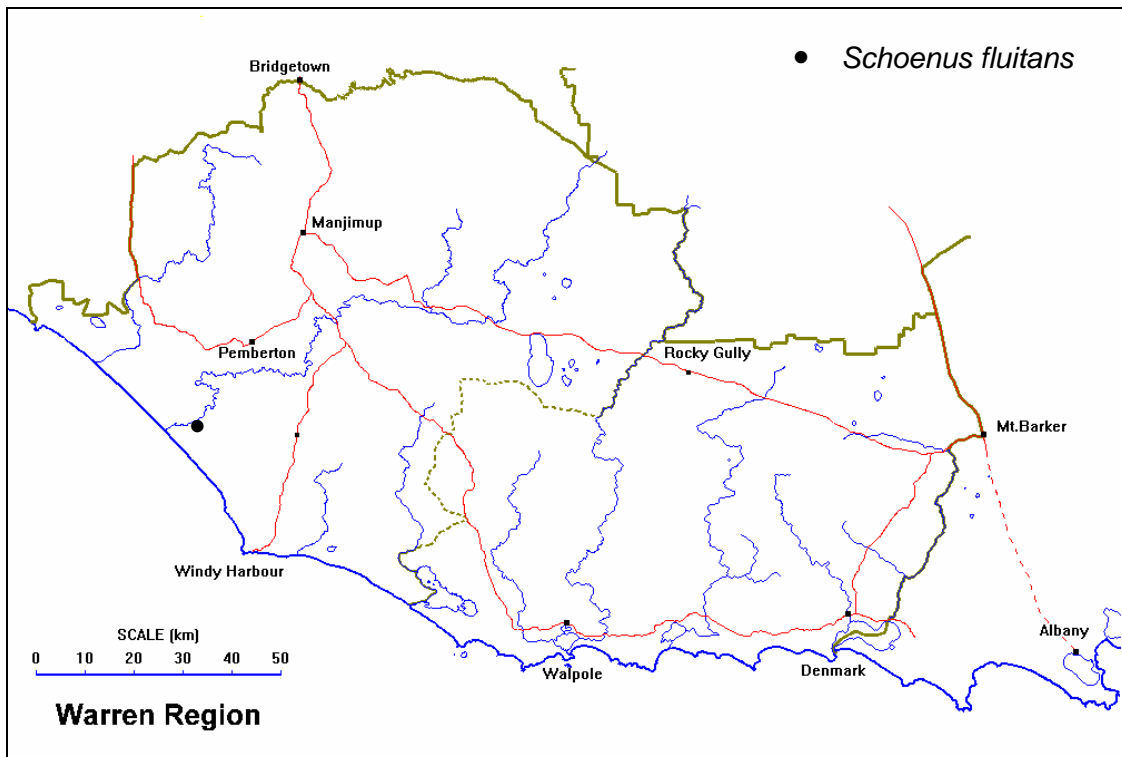 Bridgetown
Schoenus fluitans
Manjimup
Pemberton
Rocky Gully
Mt.Barker
Windy Harbour
SCALE (km)
0 10 20 30 40 50
Walpole
Denmark
Albany
Warren Region